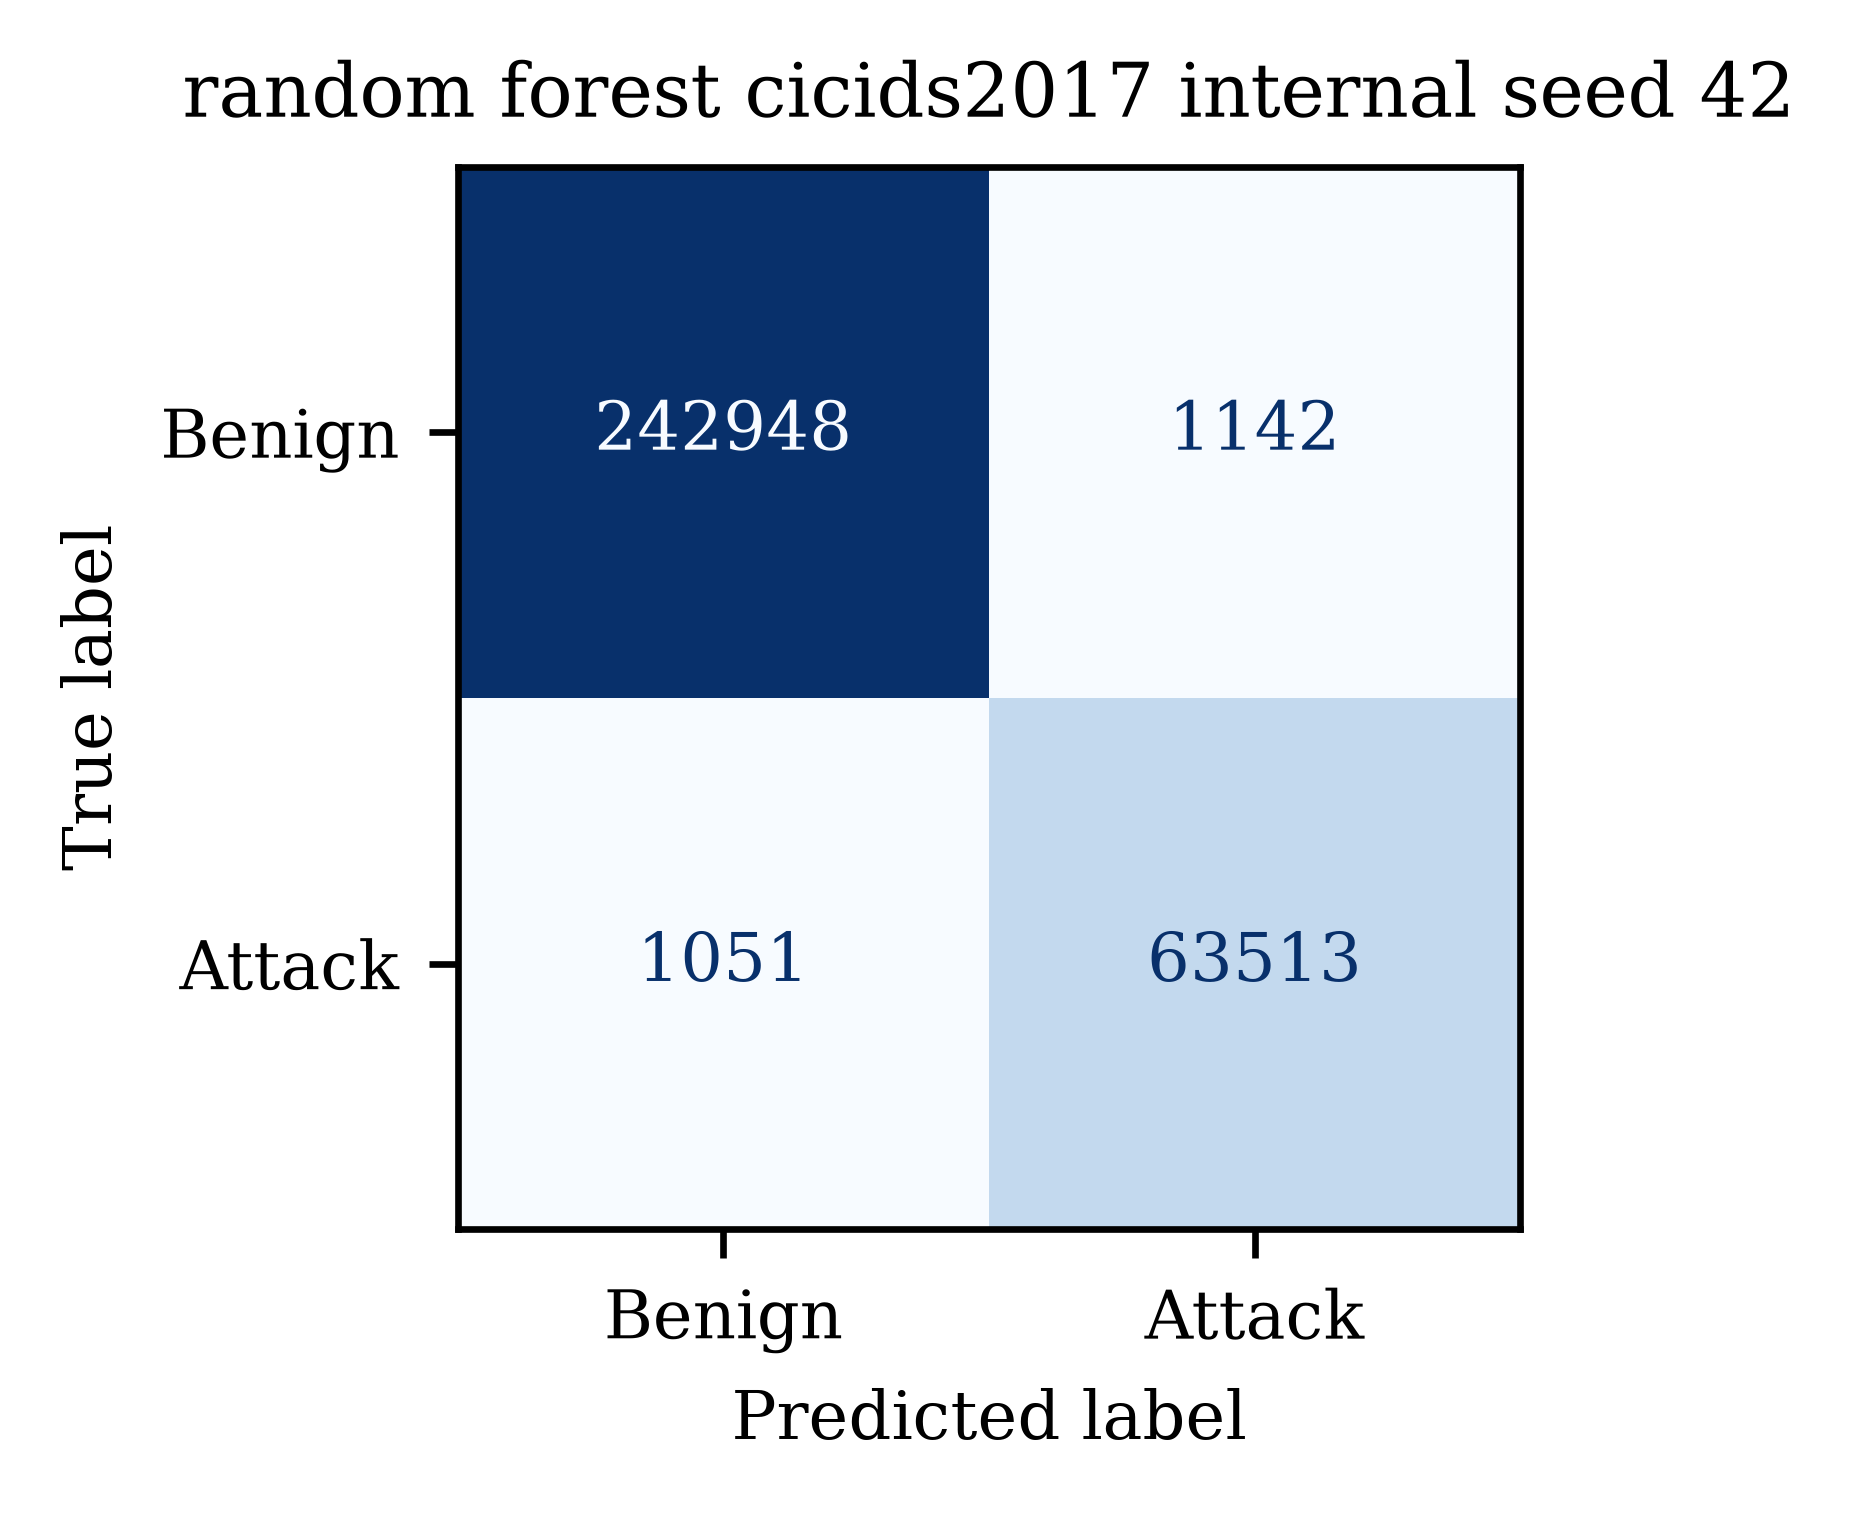 random forest cicids2017 internal seed 42
True label
Benign
242948
1142
Attack
1051
63513
Benign
Attack
Predicted label